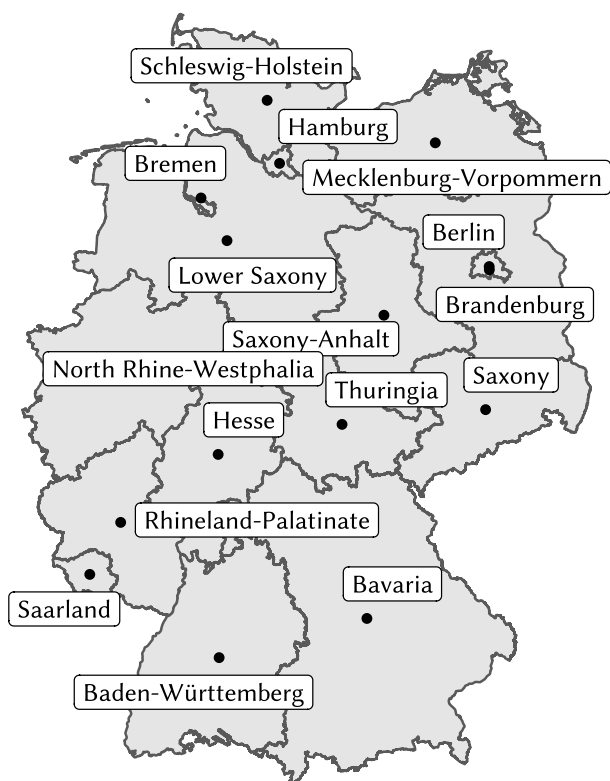 Schleswig-Holstein
Hamburg
Bremen
Mecklenburg-Vorpommern
Berlin
Lower Saxony
Brandenburg
Saxony-Anhalt
North Rhine-Westphalia
Saxony
Thuringia
Hesse
Rhineland-Palatinate
Bavaria
Saarland
Baden-Württemberg